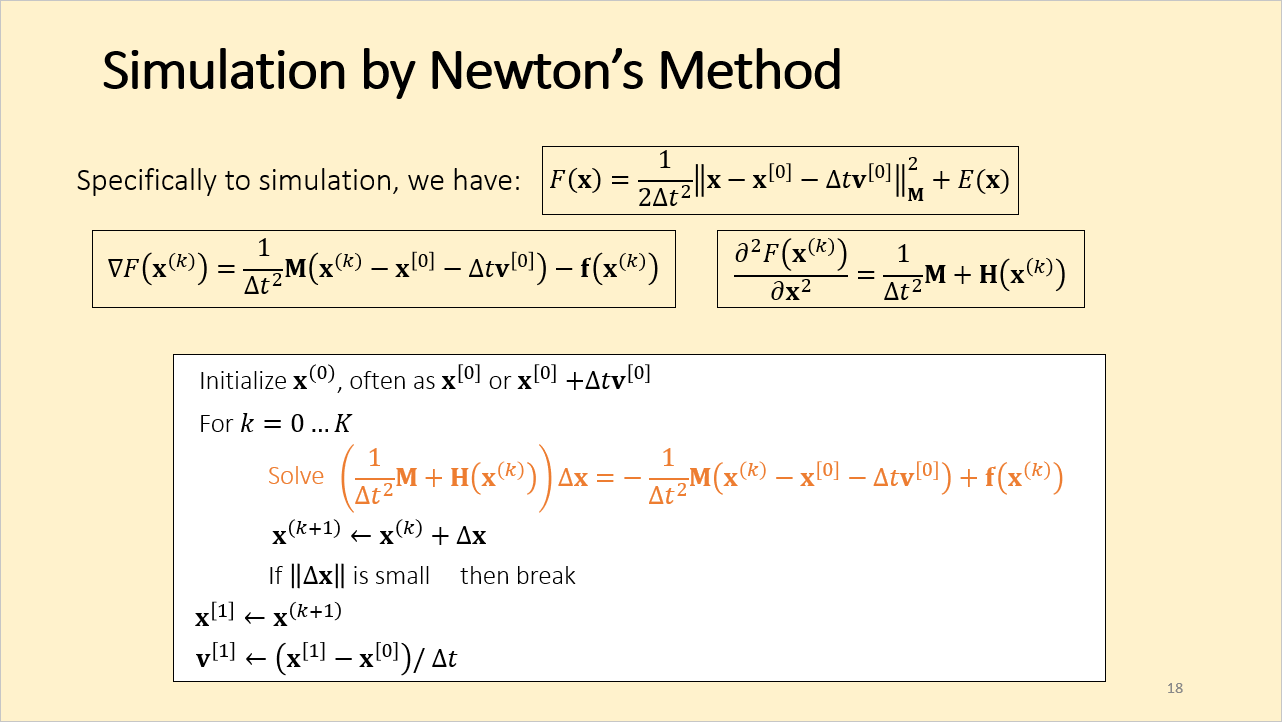 Simulation by Newton's Method
Specifically to simulation, we have: $F(\mathbf{x}) = \frac{1}{2\Delta t^2}\left\|\mathbf{x} - \mathbf{x}^{[0]} - \Delta t\mathbf{v}^{[0]}\right\|_{\mathbf{M}}^2 + E(\mathbf{x})$
$\nabla F\left(\mathbf{x}^{(k)}\right) = \frac{1}{\Delta t^2}\mathbf{M}\left(\mathbf{x}^{(k)} - \mathbf{x}^{[0]} - \Delta t\mathbf{v}^{[0]}\right) - \mathbf{f}\left(\mathbf{x}^{(k)}\right)$
$\frac{\partial^2 F\left(\mathbf{x}^{(k)}\right)}{\partial \mathbf{x}^2} = \frac{1}{\Delta t^2}\mathbf{M} + \mathbf{H}\left(\mathbf{x}^{(k)}\right)$
Initialize $\mathbf{x}^{(0)}$, often as $\mathbf{x}^{[0]}$ or $\mathbf{x}^{[0]} + \Delta t\mathbf{v}^{[0]}$
For $k = 0 \ldots K$
Solve $\left(\frac{1}{\Delta t^2}\mathbf{M} + \mathbf{H}\left(\mathbf{x}^{(k)}\right)\right)\Delta\mathbf{x} = -\frac{1}{\Delta t^2}\mathbf{M}\left(\mathbf{x}^{(k)} - \mathbf{x}^{[0]} - \Delta t\mathbf{v}^{[0]}\right) + \mathbf{f}\left(\mathbf{x}^{(k)}\right)$
$\mathbf{x}^{(k+1)} \leftarrow \mathbf{x}^{(k)} + \Delta\mathbf{x}$
If $\|\Delta\mathbf{x}\|$ is small then break
$\mathbf{x}^{[1]} \leftarrow \mathbf{x}^{(k+1)}$
$\mathbf{v}^{[1]} \leftarrow \left(\mathbf{x}^{[1]} - \mathbf{x}^{[0]}\right)/\Delta t$
18